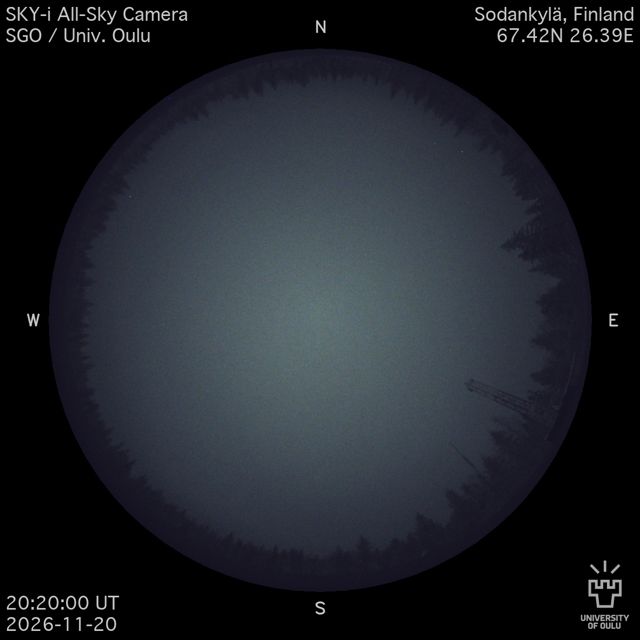 SKY-i All-Sky Camera
SGO / Univ. Oulu
Sodankylä, Finland
67.42N 26.39E
N
W
E
S
20:20:00 UT
2026-11-20
UNIVERSITY
OF OULU